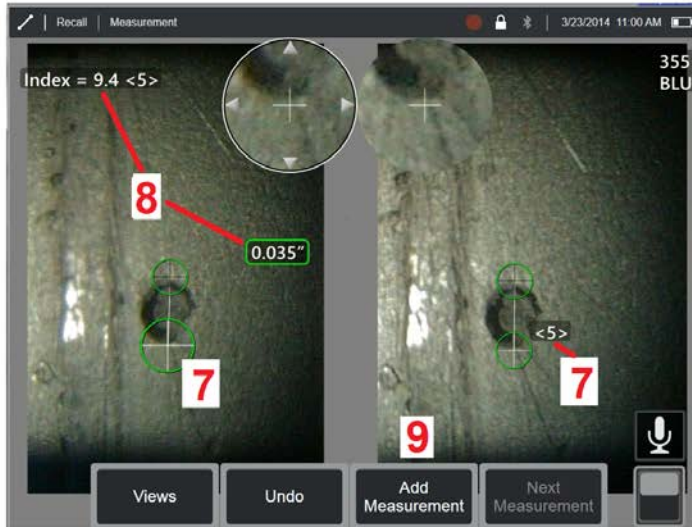 Recall | Measurement
3/23/2014 11:00 AM
355
BLU
Index = 9.4 <5>
8
0.035"
<5>
7
7
9
Views
Undo
Add
Measurement
Next
Measurement